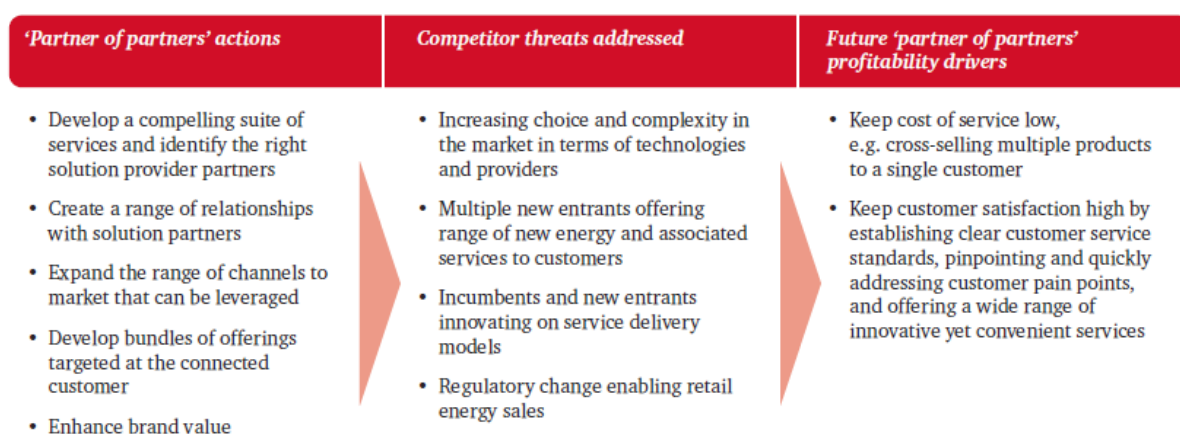 ‘Partner of partners’ actions
• Develop a compelling suite of
services and identify the right
solution provider partners
• Create a range of relationships
with solution partners
• Expand the range of channels to
market that can be leveraged
• Develop bundles of offerings
targeted at the connected
customer
• Enhance brand value
Competitor threats addressed
• Increasing choice and complexity in
the market in terms of technologies
and providers
• Multiple new entrants offering
range of new energy and associated
services to customers
• Incumbents and new entrants
innovating on service delivery
models
• Regulatory change enabling retail
energy sales
Future ‘partner of partners’
profitability drivers
• Keep cost of service low,
e.g. cross-selling multiple products
to a single customer
• Keep customer satisfaction high by
establishing clear customer service
standards, pinpointing and quickly
addressing customer pain points,
and offering a wide range of
innovative yet convenient services